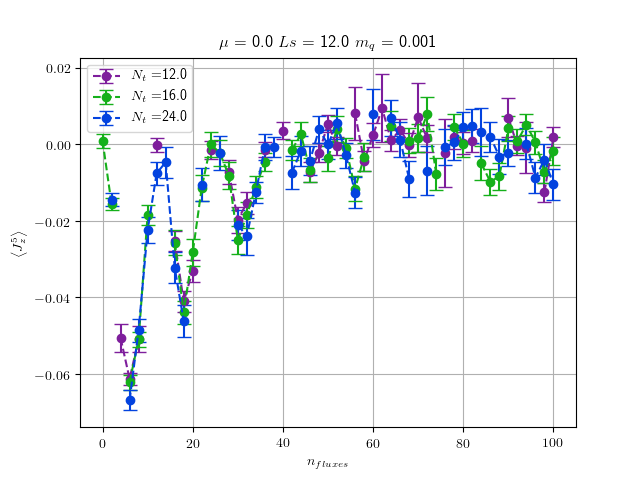 μ = 0.0 Ls = 12.0 m_q = 0.001
N_t =12.0
N_t =16.0
N_t =24.0
0.02
0.00
−0.02
−0.04
−0.06
⟨J_z^5⟩
0 20 40 60 80 100
n_fluxes